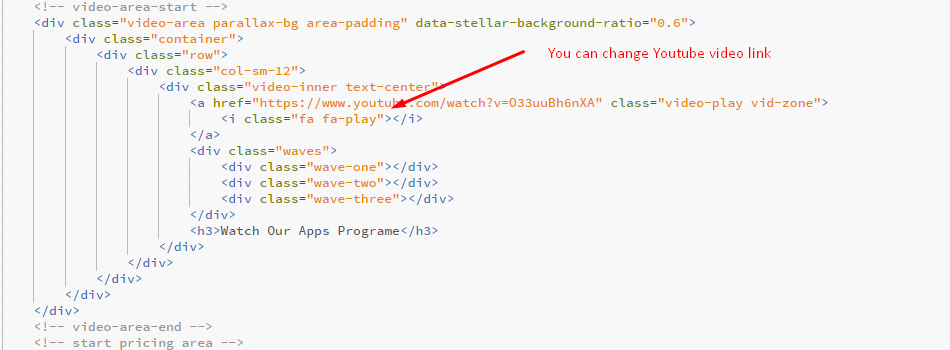 <!-- video-area-start -->
<div class="video-area parallax-bg area-padding" data-stellar-background-ratio="0.6">
<div class="container">
<div class="row">
You can change Youtube video link
<div class="col-sm-12">
<div class="video-inner text-center">
<a href="https://www.youtube.com/watch?v=O33uuBh6nXA" class="video-play vid-zone">
<i class="fa fa-play"></i>
</a>
<div class="waves">
<div class="wave-one"></div>
<div class="wave-two"></div>
<div class="wave-three"></div>
</div>
<h3>Watch Our Apps Programe</h3>
</div>
</div>
</div>
</div>
</div>
<!-- video-area-end -->
<!-- start pricing area -->